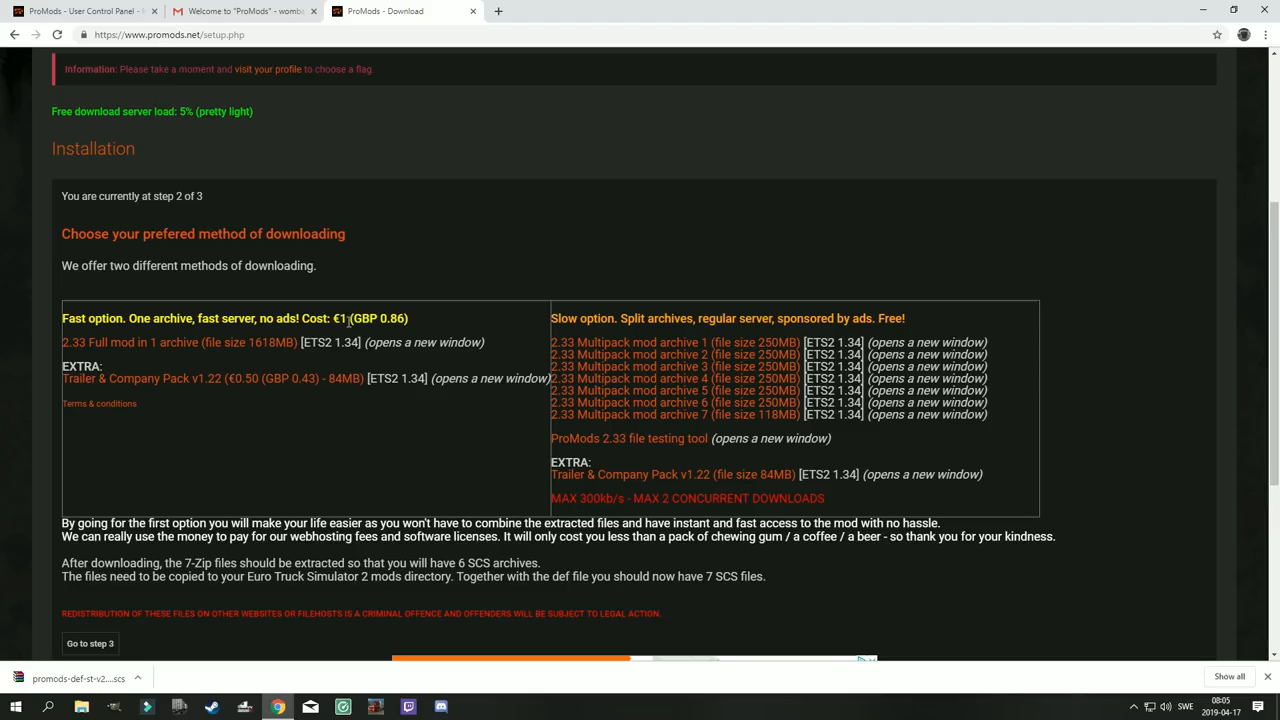 ProMods - User Control Panel -
Welcome to "ProMods" - wombe
ProMods - Download
https://www.promods.net/setup.php
Information: Please take a moment and visit your profile to choose a flag.
Free download server load: 5% (pretty light)
Installation
You are currently at step 2 of 3
Choose your prefered method of downloading
We offer two different methods of downloading.
Fast option. One archive, fast server, no ads! Cost: €1 (GBP 0.86)
2.33 Full mod in 1 archive (file size 1618MB) [ETS2 1.34] (opens a new window)
EXTRA:
Trailer & Company Pack v1.22 (€0.50 (GBP 0.43) - 84MB) [ETS2 1.34] (opens a new window)
Terms & conditions
Slow option. Split archives, regular server, sponsored by ads. Free!
2.33 Multipack mod archive 1 (file size 250MB) [ETS2 1.34] (opens a new window)
2.33 Multipack mod archive 2 (file size 250MB) [ETS2 1.34] (opens a new window)
2.33 Multipack mod archive 3 (file size 250MB) [ETS2 1.34] (opens a new window)
2.33 Multipack mod archive 4 (file size 250MB) [ETS2 1.34] (opens a new window)
2.33 Multipack mod archive 5 (file size 250MB) [ETS2 1.34] (opens a new window)
2.33 Multipack mod archive 6 (file size 250MB) [ETS2 1.34] (opens a new window)
2.33 Multipack mod archive 7 (file size 118MB) [ETS2 1.34] (opens a new window)
ProMods 2.33 file testing tool (opens a new window)
EXTRA:
Trailer & Company Pack v1.22 (file size 84MB) [ETS2 1.34] (opens a new window)
MAX 300kb/s - MAX 2 CONCURRENT DOWNLOADS
By going for the first option you will make your life easier as you won't have to combine the extracted files and have instant and fast access to the mod with no hassle.
We can really use the money to pay for our webhosting fees and software licenses. It will only cost you less than a pack of chewing gum / a coffee / a beer - so thank you for your kindness.
After downloading, the 7-Zip files should be extracted so that you will have 6 SCS archives.
The files need to be copied to your Euro Truck Simulator 2 mods directory. Together with the def file you should now have 7 SCS files.
REDISTRIBUTION OF THESE FILES ON OTHER WEBSITES OR FILEHOSTS IS A CRIMINAL OFFENCE AND OFFENDERS WILL BE SUBJECT TO LEGAL ACTION.
Go to step 3
promods-def-st-v2....scs
Show all
SWE
08:05
2019-04-17